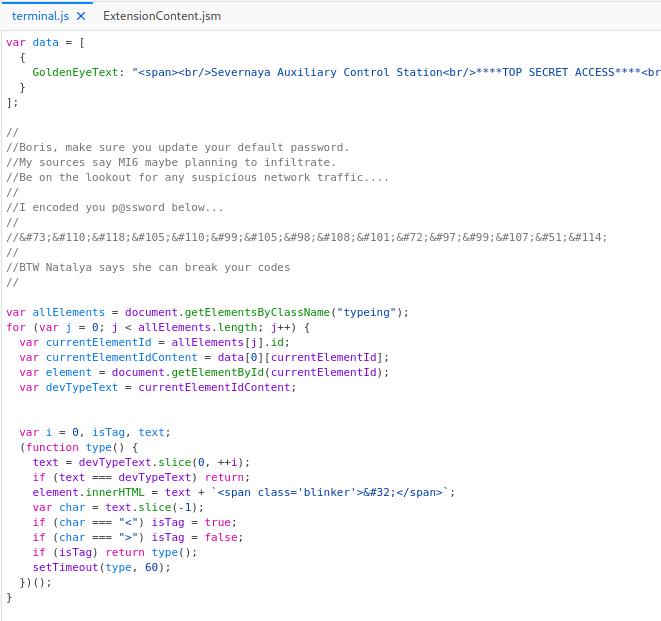 terminal.js × ExtensionContent.jsm
var data = [
  {
    GoldenEyeText: "<span><br/>Severnaya Auxiliary Control Station<br/>****TOP SECRET ACCESS****<br
  }
];

//
//Boris, make sure you update your default password.
//My sources say MI6 maybe planning to infiltrate.
//Be on the lookout for any suspicious network traffic....
//
//I encoded you p@ssword below...
//
//&#73;&#110;&#118;&#105;&#110;&#99;&#105;&#98;&#108;&#101;&#72;&#97;&#99;&#107;&#51;&#114;
//
//BTW Natalya says she can break your codes
//

var allElements = document.getElementsByClassName("typeing");
for (var j = 0; j < allElements.length; j++) {
  var currentElementId = allElements[j].id;
  var currentElementIdContent = data[0][currentElementId];
  var element = document.getElementById(currentElementId);
  var devTypeText = currentElementIdContent;


  var i = 0, isTag, text;
  (function type() {
    text = devTypeText.slice(0, ++i);
    if (text === devTypeText) return;
    element.innerHTML = text + `<span class='blinker'>&#32;</span>`;
    var char = text.slice(-1);
    if (char === "<") isTag = true;
    if (char === ">") isTag = false;
    if (isTag) return type();
    setTimeout(type, 60);
  })();
}